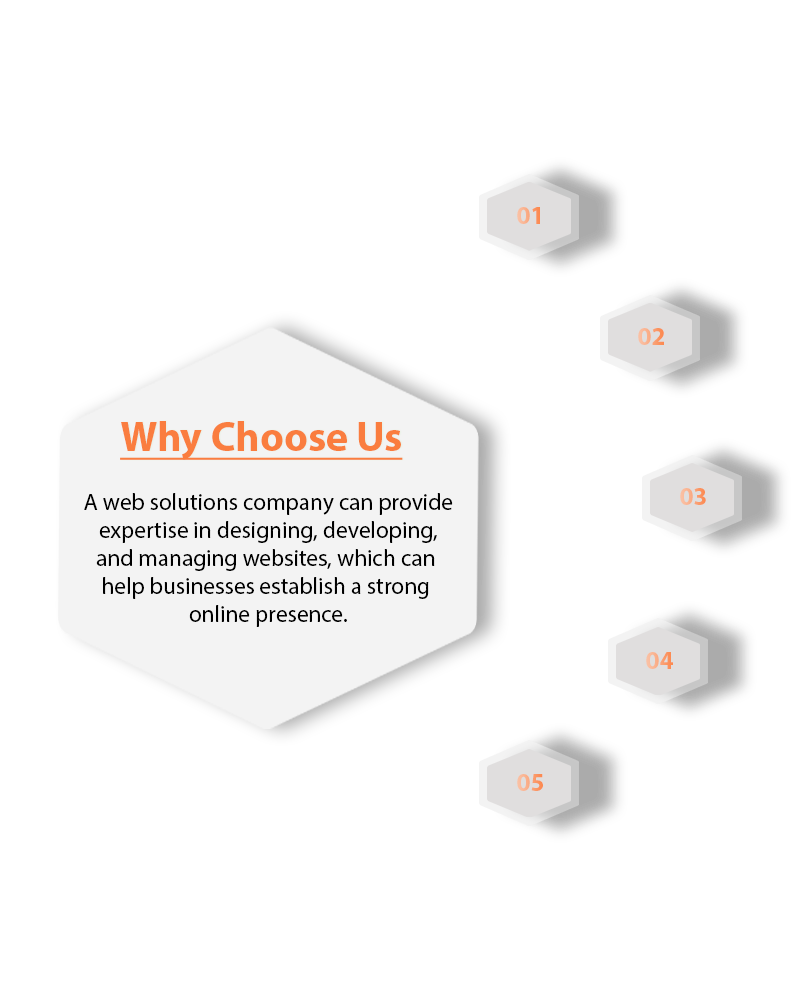 Why Choose Us
A web solutions company can provide
expertise in designing, developing,
and managing websites, which can
help businesses establish a strong
online presence.
01
02
03
04
05